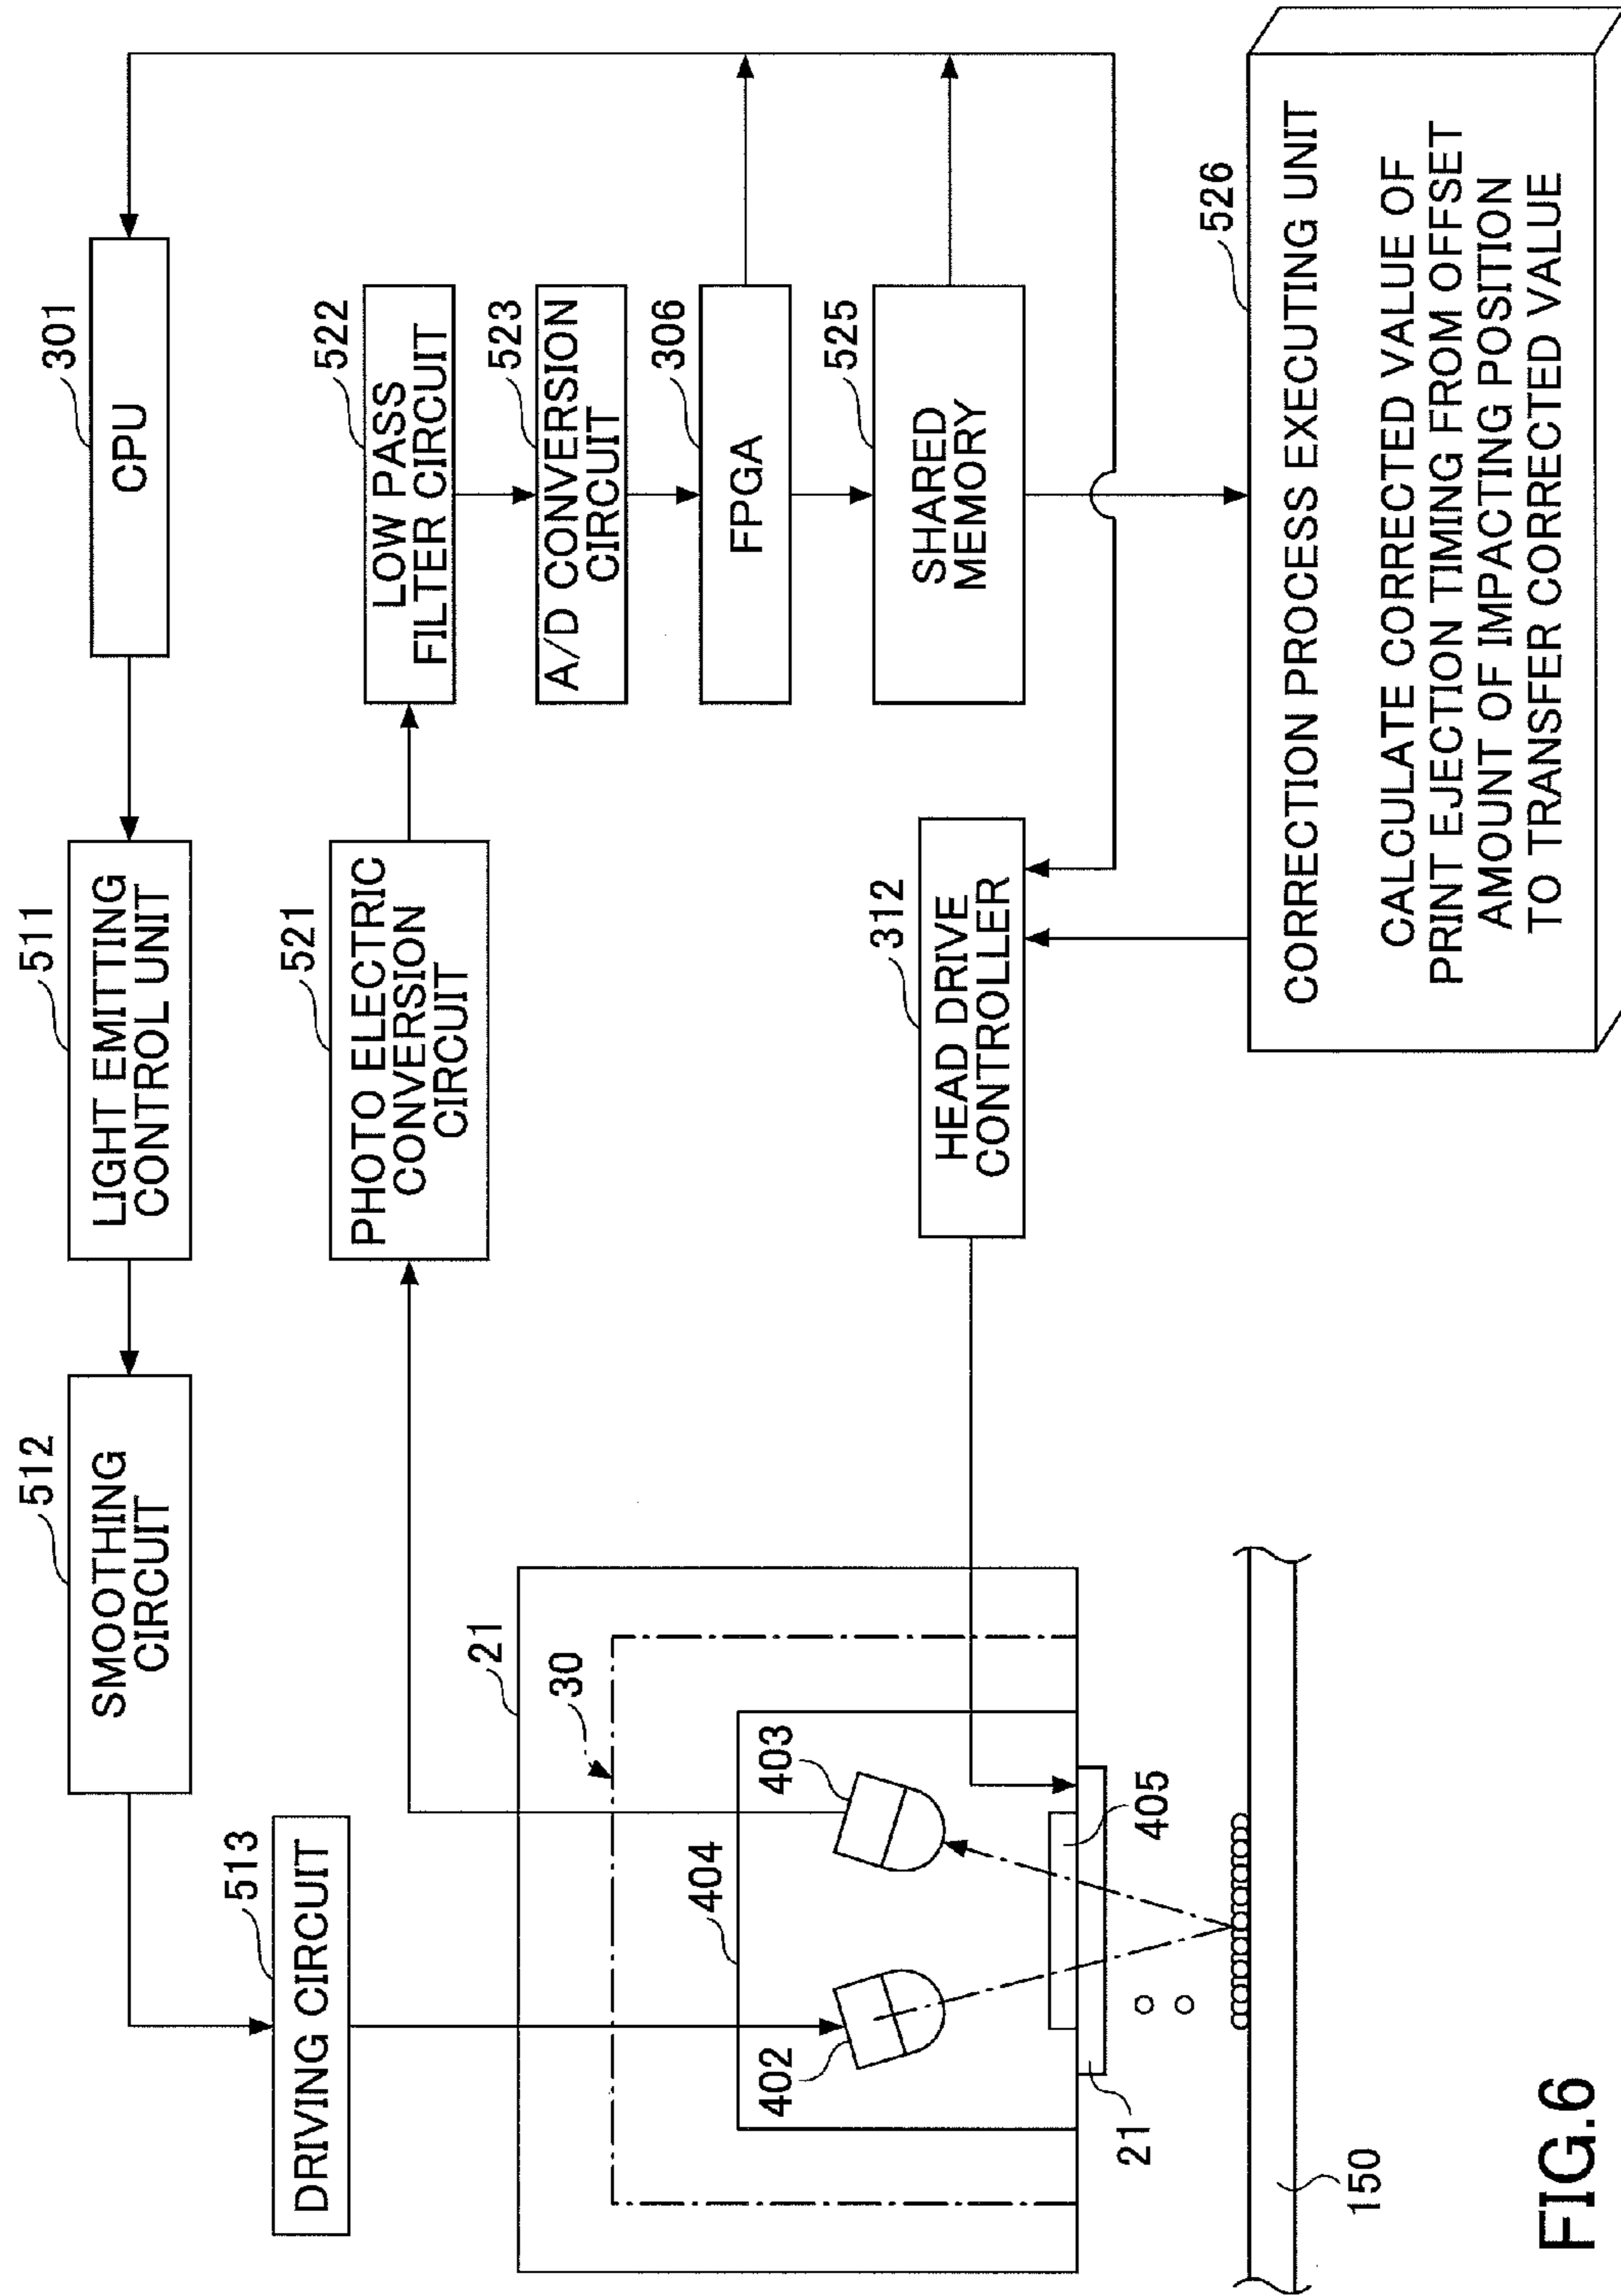 301
CPU
511
LIGHT EMITTING
CONTROL UNIT
512
SMOOTHING
CIRCUIT
513
DRIVING CIRCUIT
521
PHOTO ELECTRIC
CONVERSION
CIRCUIT
522
LOW PASS
FILTER CIRCUIT
523
A/D CONVERSION
CIRCUIT
306
FPGA
525
SHARED
MEMORY
312
HEAD DRIVE
CONTROLLER
526
CORRECTION PROCESS EXECUTING UNIT
CALCULATE CORRECTED VALUE OF
PRINT EJECTION TIMING FROM OFFSET
AMOUNT OF IMPACTING POSITION
TO TRANSFER CORRECTED VALUE
21
30
404
403
402
405
21
150
FIG.6